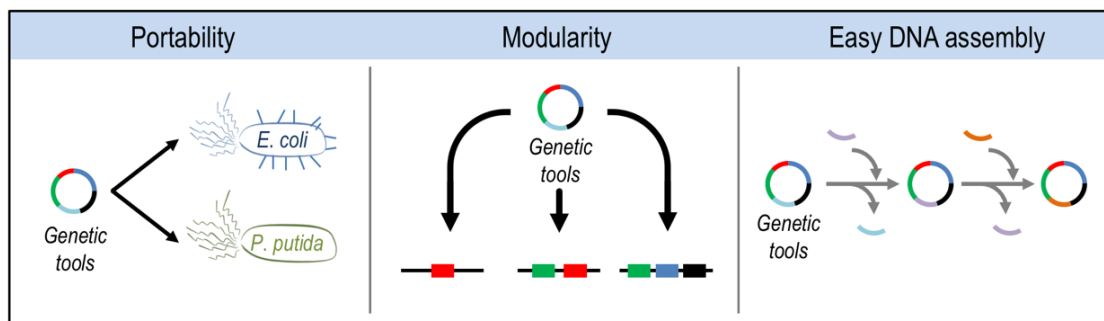 Portability
E. coli
P. putida
Genetic
tools
Modularity
Genetic
tools
Easy DNA assembly
Genetic
tools